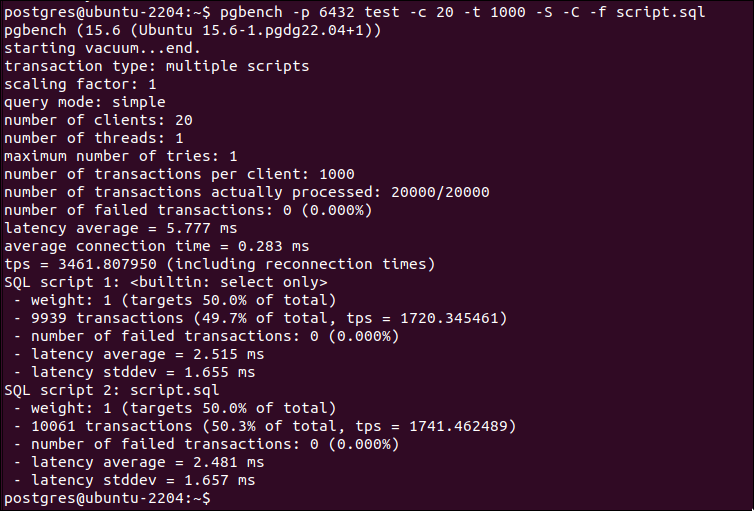 postgres@ubuntu-2204:~$ pgbench -p 6432 test -c 20 -t 1000 -S -C -f script.sql
pgbench (15.6 (Ubuntu 15.6-1.pgdg22.04+1))
starting vacuum...end.
transaction type: multiple scripts
scaling factor: 1
query mode: simple
number of clients: 20
number of threads: 1
maximum number of tries: 1
number of transactions per client: 1000
number of transactions actually processed: 20000/20000
number of failed transactions: 0 (0.000%)
latency average = 5.777 ms
average connection time = 0.283 ms
tps = 3461.807950 (including reconnection times)
SQL script 1: <builtin: select only>
 - weight: 1 (targets 50.0% of total)
 - 9939 transactions (49.7% of total, tps = 1720.345461)
 - number of failed transactions: 0 (0.000%)
 - latency average = 2.515 ms
 - latency stddev = 1.655 ms
SQL script 2: script.sql
 - weight: 1 (targets 50.0% of total)
 - 10061 transactions (50.3% of total, tps = 1741.462489)
 - number of failed transactions: 0 (0.000%)
 - latency average = 2.481 ms
 - latency stddev = 1.657 ms
postgres@ubuntu-2204:~$